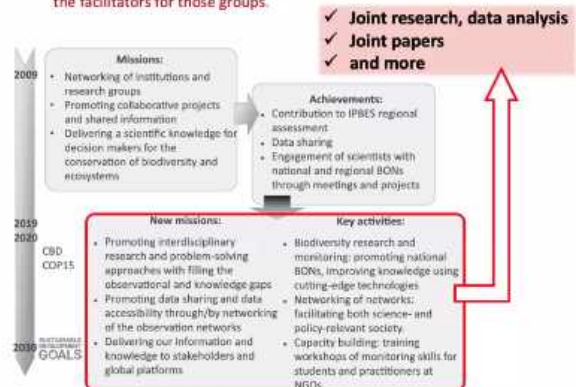 the facilitators for those groups.
✓ Joint research, data analysis
✓ Joint papers
✓ and more
2009
Missions:
• Networking of institutions and
research groups
• Promoting collaborative projects
and shared information
• Delivering a scientific knowledge for
decision makers for the
conservation of biodiversity and
ecosystems
Achievements:
• Contribution to IPBES regional
assessment
• Data sharing
• Engagement of scientists with
national and regional BONs
through meetings and projects
2019
2020
CBD
COP15
New missions:
• Promoting interdisciplinary
research and problem-solving
approaches with filling the
observational and knowledge gaps
• Promoting data sharing and data
accessibility through/by networking
of the observation networks
• Delivering our information and
knowledge to stakeholders and
global platforms
Key activities:
• Biodiversity research and
monitoring: promoting national
BONs, improving knowledge using
cutting-edge technologies
• Networking of networks:
facilitating both science- and
policy-relevant society.
• Capacity building: training
workshops of monitoring skills for
students and practitioners at
NGOs
2030
SUSTAINABLE
DEVELOPMENT
GOALS